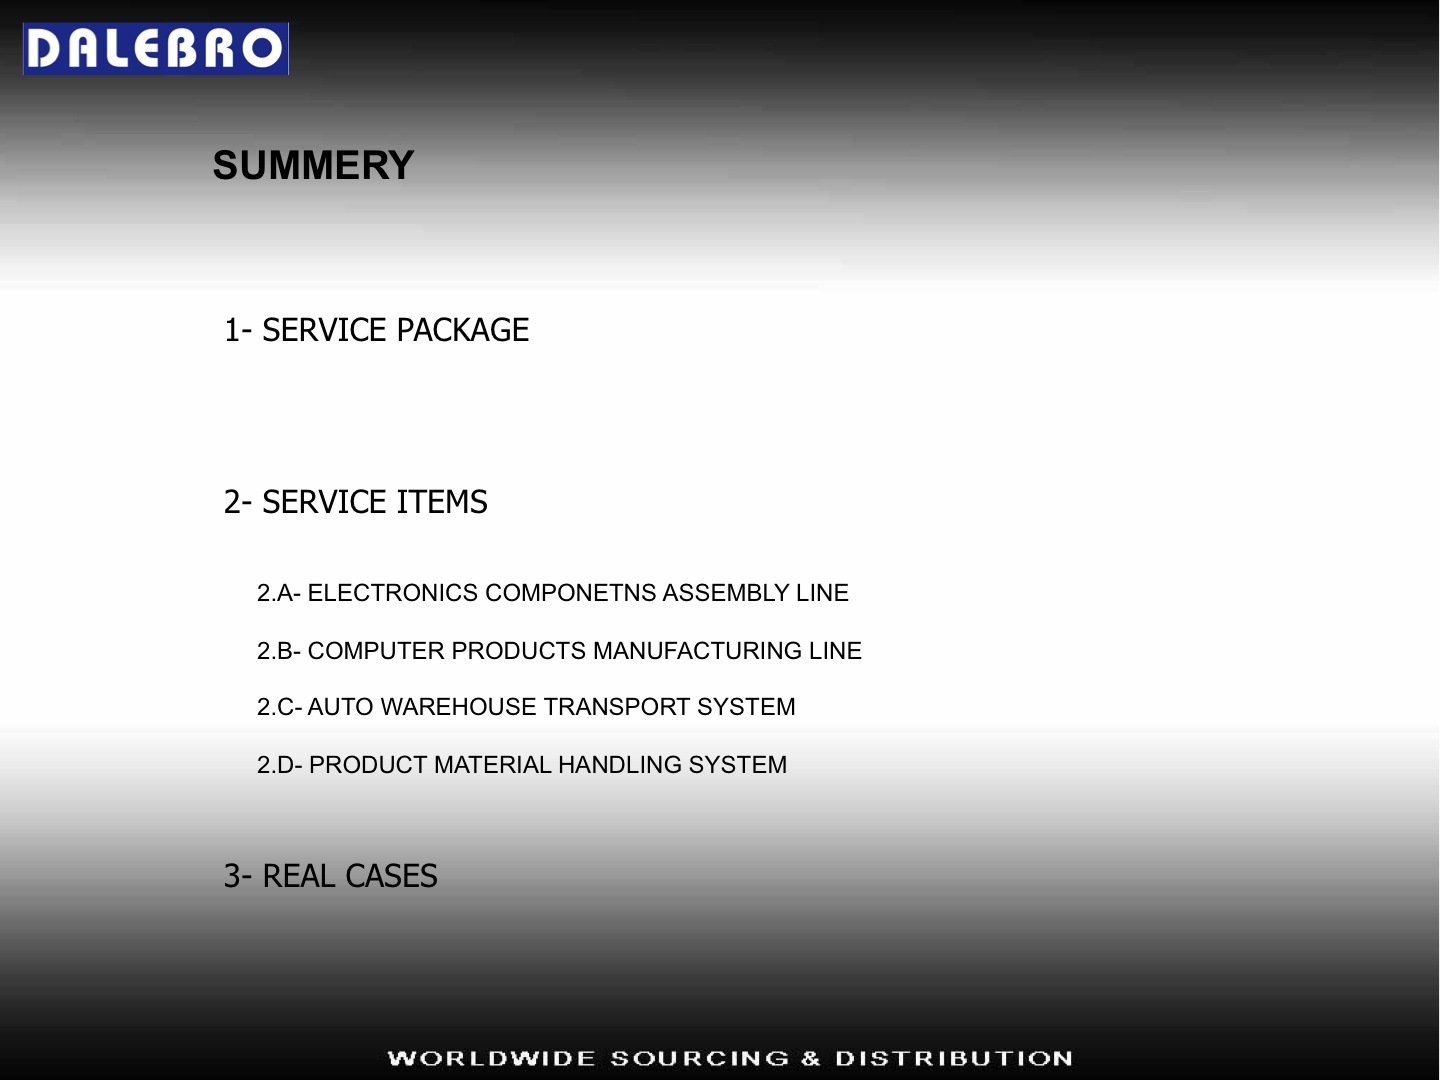 DALEBRO
SUMMERY
1- SERVICE PACKAGE
2- SERVICE ITEMS
2.A- ELECTRONICS COMPONETNS ASSEMBLY LINE
2.B- COMPUTER PRODUCTS MANUFACTURING LINE
2.C- AUTO WAREHOUSE TRANSPORT SYSTEM
2.D- PRODUCT MATERIAL HANDLING SYSTEM
3- REAL CASES
WORLDWIDE SOURCING & DISTRIBUTION